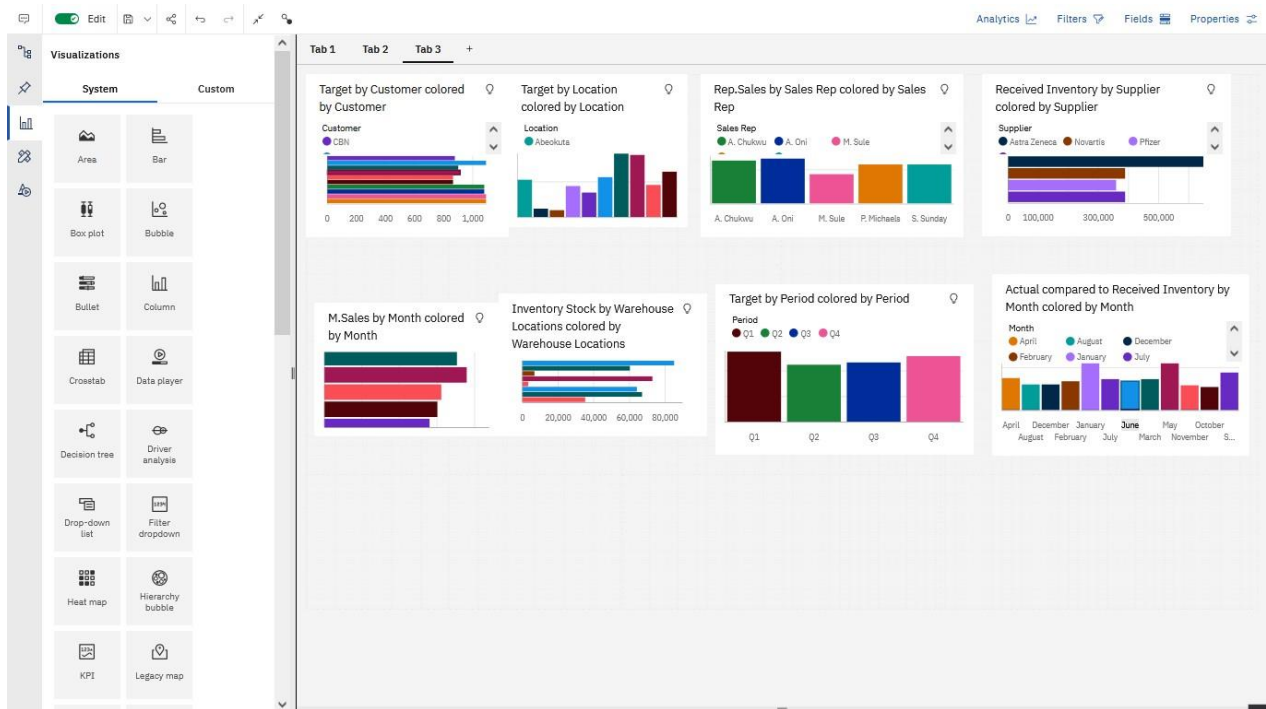 Edit
Analytics
Filters
Fields
Properties
Visualizations
System
Custom
Area
Bar
Box plot
Bubble
Bullet
Column
Crosstab
Data player
Decision tree
Driver
analysis
Drop-down
list
Filter
dropdown
Heat map
Hierarchy
bubble
KPI
Legacy map
Tab 1
Tab 2
Tab 3
+
Target by Customer colored
by Customer
Customer
CBN
0 200 400 600 800 1,000
Target by Location
colored by Location
Location
Abeokuta
Rep.Sales by Sales Rep colored by Sales
Rep
Sales Rep
A. Chukwu A. Oni M. Sule
A. Chukwu A. Oni M. Sule P. Michaela S. Sunday
Received Inventory by Supplier
colored by Supplier
Supplier
Astra Zeneca Novartis Pfizer
0 100,000 300,000 500,000
M.Sales by Month colored
by Month
Inventory Stock by Warehouse
Locations colored by
Warehouse Locations
0 20,000 40,000 60,000 80,000
Target by Period colored by Period
Period
Q1 Q2 Q3 Q4
Q1 Q2 Q3 Q4
Actual compared to Received Inventory by
Month colored by Month
Month
April August December
February January July
April December January June May October
August February July March November S...